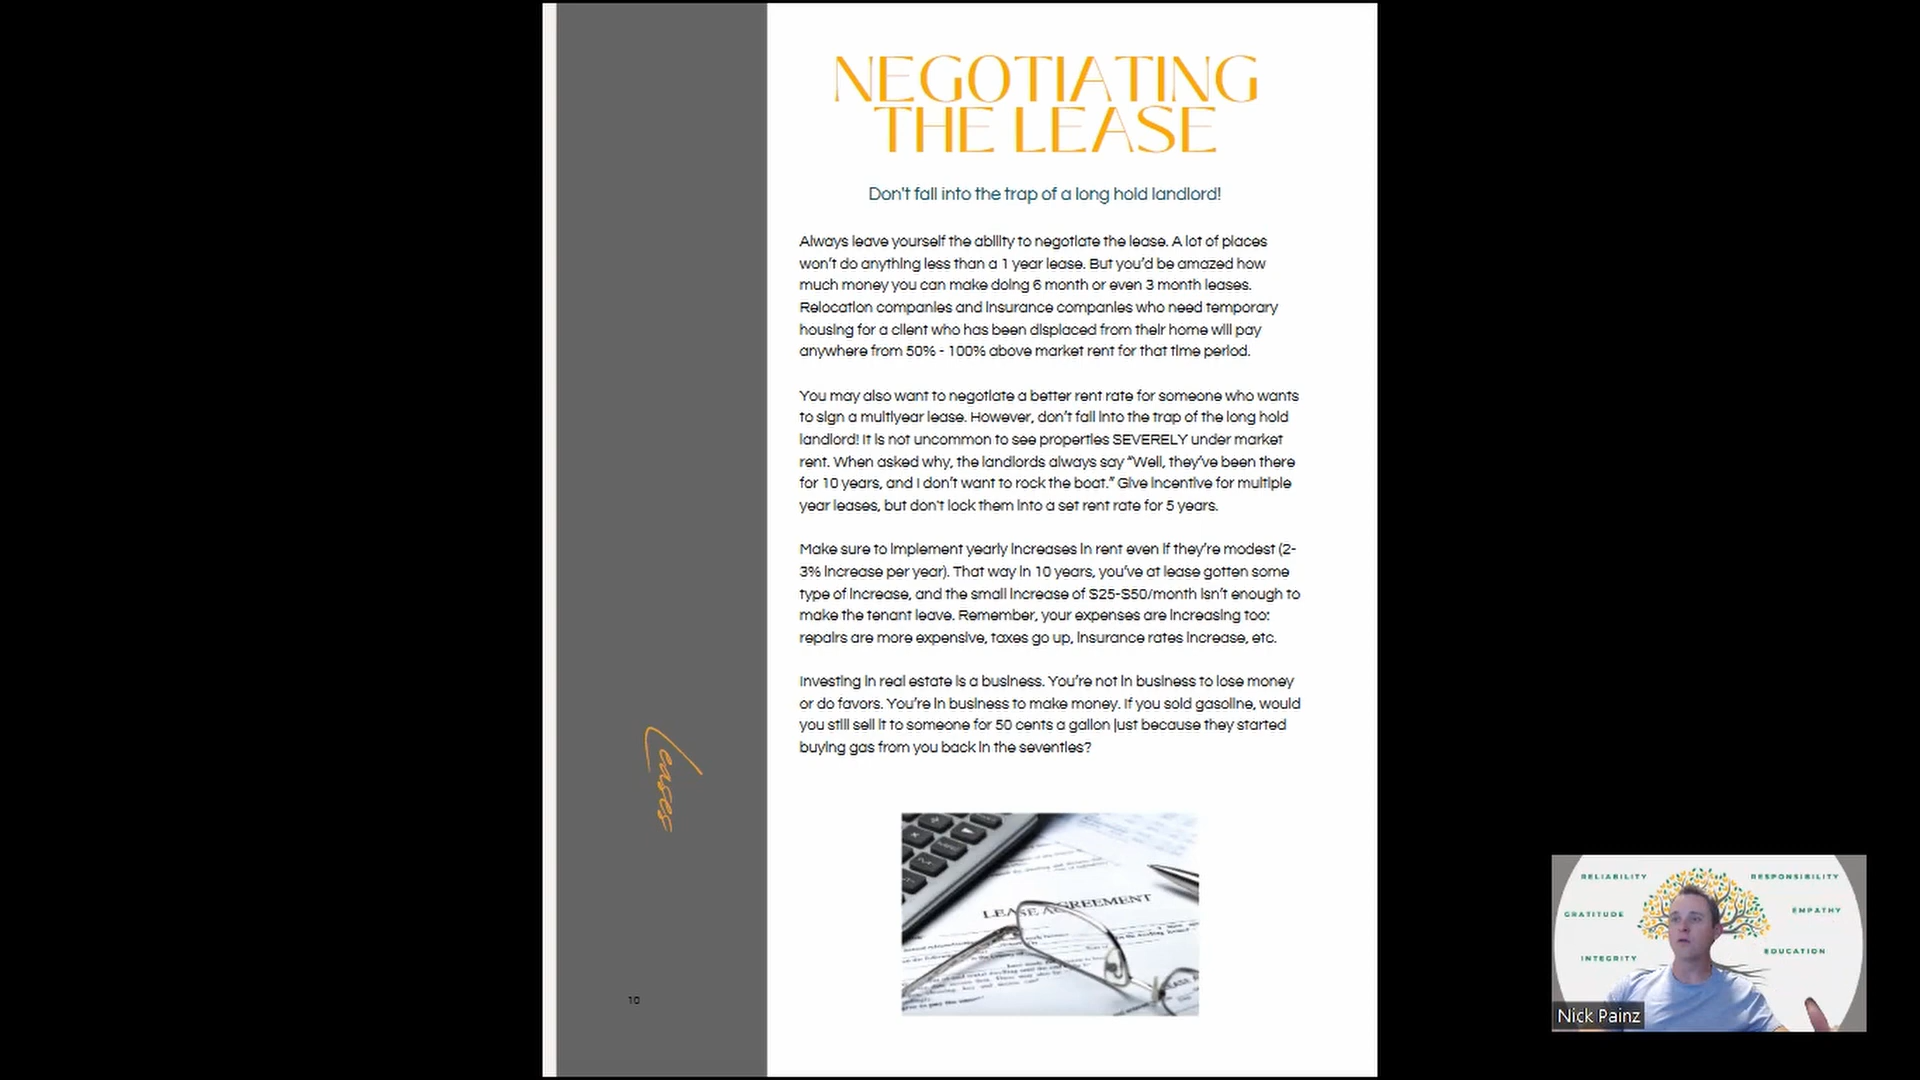 NEGOTIATING
THE LEASE
Don't fall into the trap of a long hold landlord!
Always leave yourself the ability to negotiate the lease. A lot of places
won't do anything less than a 1 year lease. But you'd be amazed how
much money you can make doing 6 month or even 3 month leases.
Relocation companies and insurance companies who need temporary
housing for a client who has been displaced from their home will pay
anywhere from 50% - 100% above market rent for that time period.
You may also want to negotiate a better rent rate for someone who wants
to sign a multiyear lease. However, don't fall into the trap of the long hold
landlord! It is not uncommon to see properties SEVERELY under market
rent. When asked why, the landlords always say “Well, they've been there
for 10 years, and I don't want to rock the boat.” Give incentive for multiple
year leases, but don't lock them into a set rent rate for 5 years.
Make sure to implement yearly increases in rent even if they're modest (2-
3% increase per year). That way in 10 years, you've at lease gotten some
type of increase, and the small increase of $25-$50/month isn't enough to
make the tenant leave. Remember, your expenses are increasing too:
repairs are more expensive, taxes go up, insurance rates increase, etc.
Investing in real estate is a business. You're not in business to lose money
or do favors. You're in business to make money. If you sold gasoline, would
you still sell it to someone for 50 cents a gallon just because they started
buying gas from you back in the seventies?
Leases
LEASE AGREEMENT
10
RELIABILITY
RESPONSIBILITY
GRATITUDE
EMPATHY
EDUCATION
INTEGRITY
Nick Painz